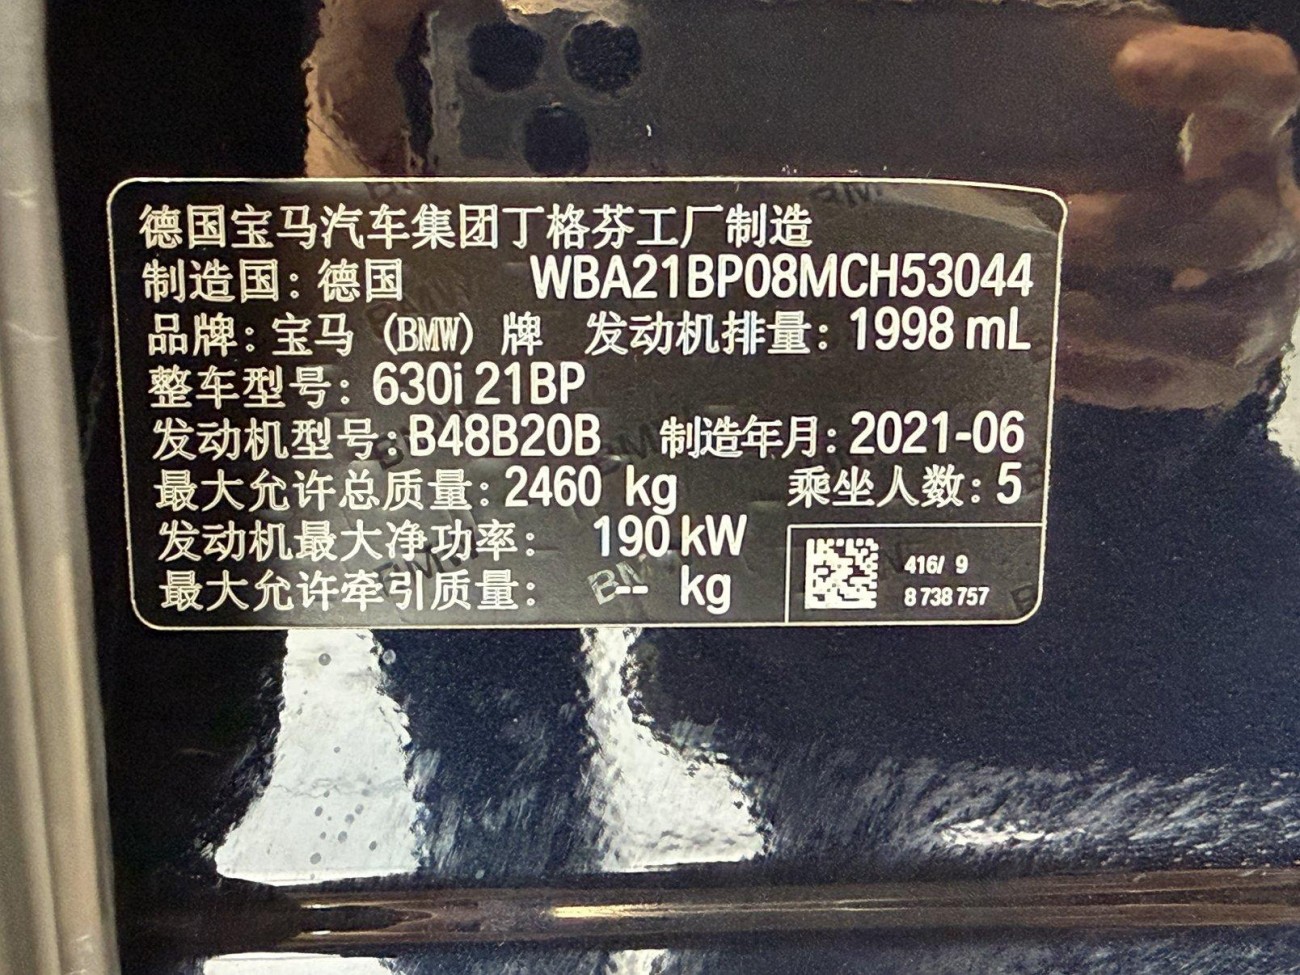 德国宝马汽车集团丁格芬工厂制造
制造国：德国 WBA21BP08MCH53044
品牌：宝马（BMW）牌 发动机排量：1998 mL
整车型号：630i 21BP
发动机型号：B48B20B 制造年月：2021-06
最大允许总质量：2460 kg 乘坐人数：5
发动机最大净功率： 190 kW
最大允许牵引质量： -- kg
416/ 9
8 738 757